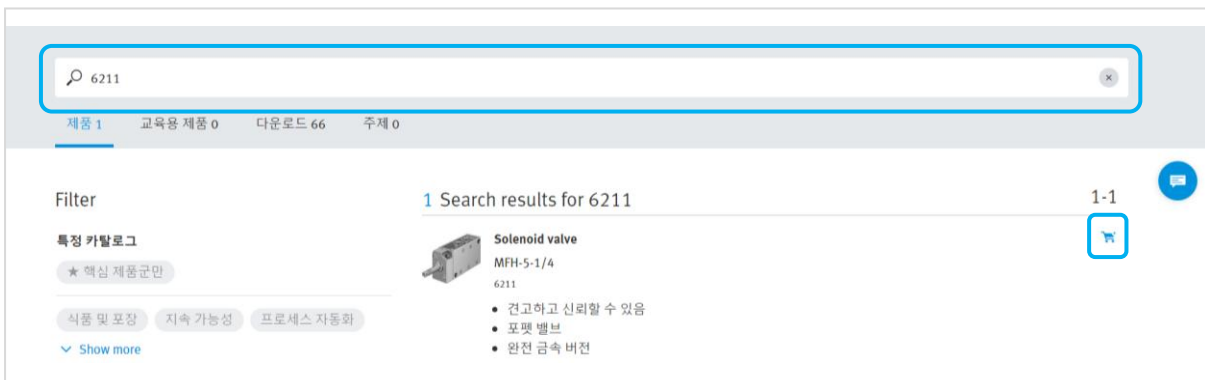 6211
제품 1 교육용 제품 0 다운로드 66 주제 0
Filter
특정 카탈로그
★ 핵심 제품군만
식품 및 포장 지속 가능성 프로세스 자동화
Show more
1 Search results for 6211
1-1
Solenoid valve
MFH-5-1/4
6211
• 견고하고 신뢰할 수 있음
• 포펫 밸브
• 완전 금속 버전